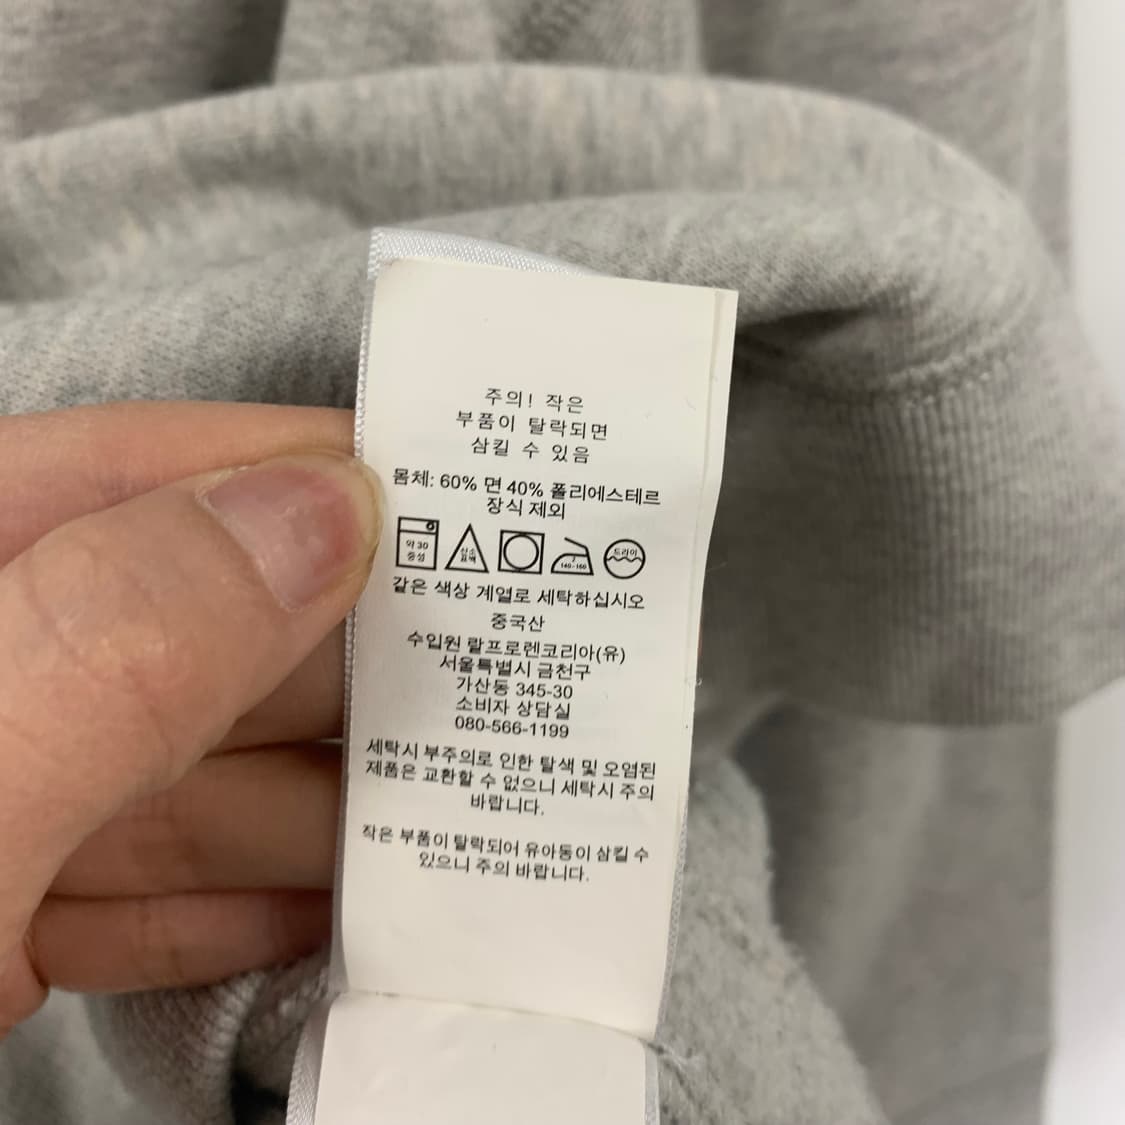 주의! 작은
부품이 탈락되면
삼킬 수 있음
몸체: 60% 면 40% 폴리에스테르
장식 제외
약 30
중성
산소
표백
140-160
드라이
같은 색상 계열로 세탁하십시오
중국산
수입원 랄프로렌코리아(유)
서울특별시 금천구
가산동 345-30
소비자 상담실
080-566-1199
세탁시 부주의로 인한 탈색 및 오염된
제품은 교환할 수 없으니 세탁시 주의
바랍니다.
작은 부품이 탈락되어 유아동이 삼킬 수
있으니 주의 바랍니다.